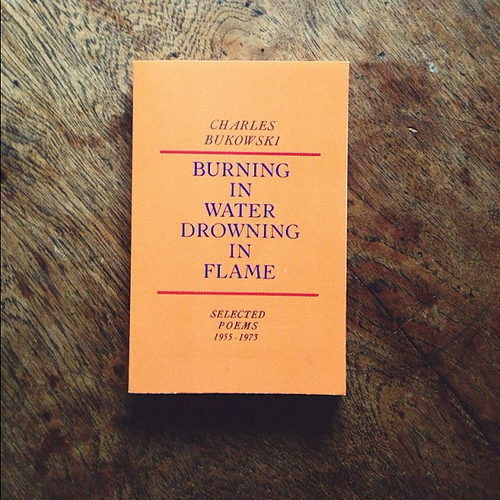 CHARLES
BUKOWSKI
BURNING
IN
WATER
DROWNING
IN
FLAME
SELECTED
POEMS
1955-1973